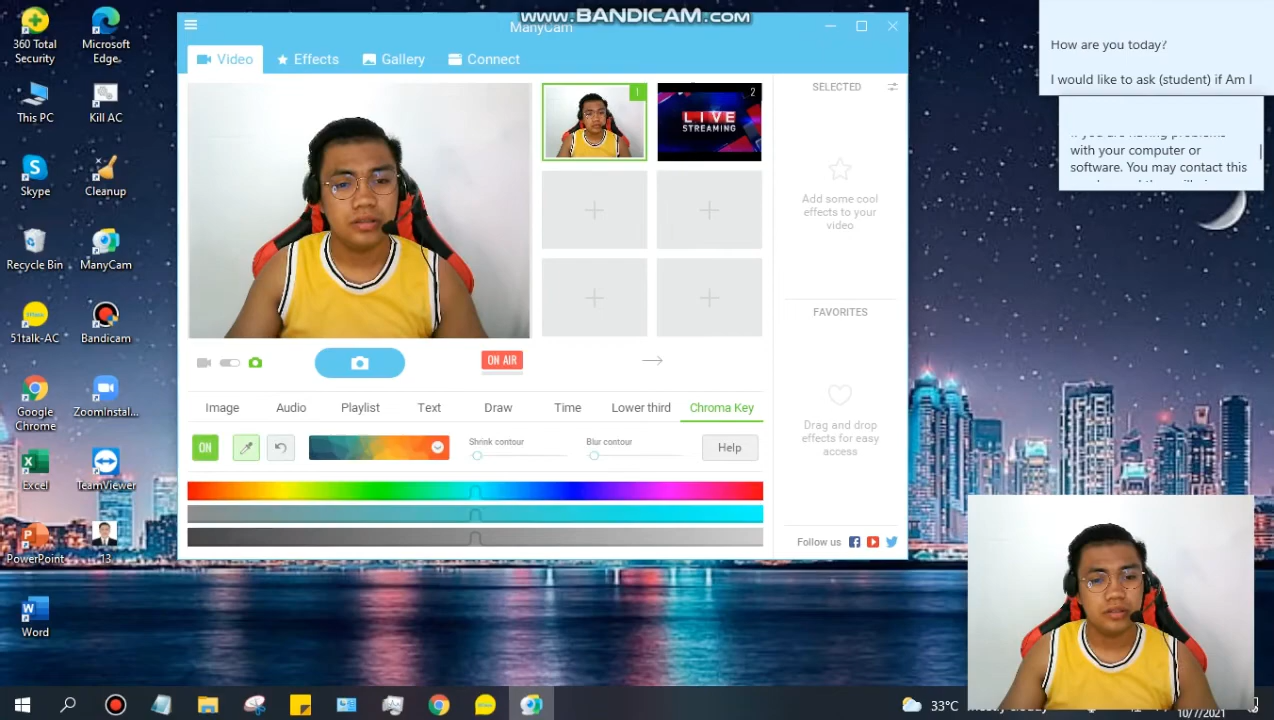 www.BANDICAM.com
ManyCam
Video
Effects
Gallery
Connect
360 Total
Security
Microsoft
Edge
This PC
Kill AC
Skype
Cleanup
Recycle Bin
ManyCam
51talk-AC
Bandicam
Google
Chrome
ZoomInstal...
Excel
TeamViewer
PowerPoint
13
Word
1
2
LIVE
STREAMING
ON AIR
SELECTED
Add some cool
effects to your
video
FAVORITES
Drag and drop
effects for easy
access
Follow us
Image
Audio
Playlist
Text
Draw
Time
Lower third
Chroma Key
ON
Shrink contour
Blur contour
Help
How are you today?
I would like to ask (student) if Am I
with your computer or
software. You may contact this
33°C
10/7/2021